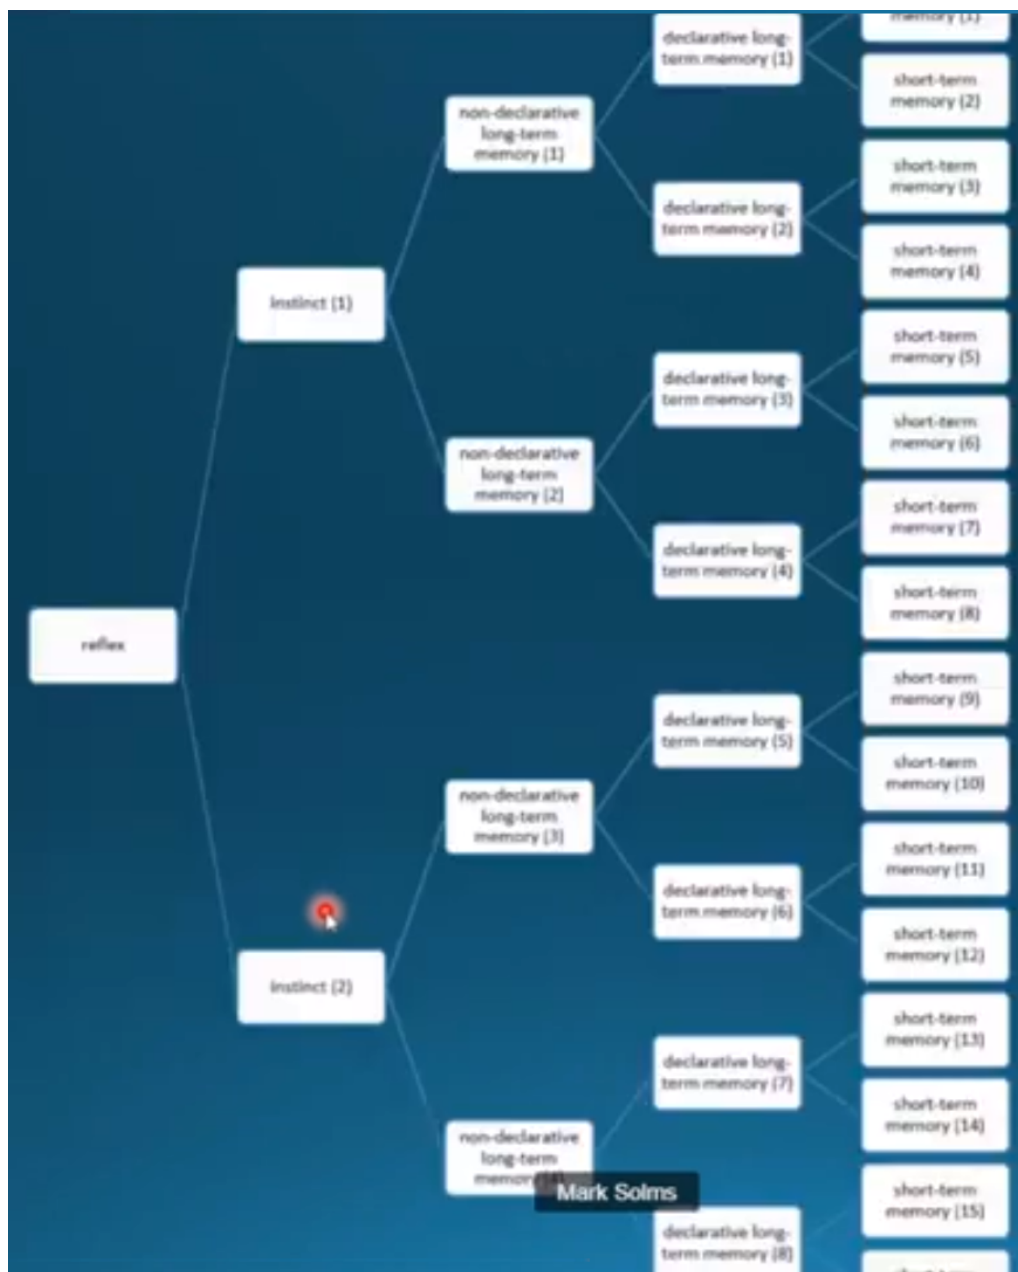 reflex
instinct (1)
instinct (2)
non-declarative
long-term
memory (1)
non-declarative
long-term
memory (2)
non-declarative
long-term
memory (3)
non-declarative
long-term
memory
declarative long-
term memory (1)
declarative long-
term memory (2)
declarative long-
term memory (3)
declarative long-
term memory (4)
declarative long-
term memory (5)
declarative long-
term memory (6)
declarative long-
term memory (7)
declarative long-
term memory (8)
memory (1)
short-term
memory (2)
short-term
memory (3)
short-term
memory (4)
short-term
memory (5)
short-term
memory (6)
short-term
memory (7)
short-term
memory (8)
short-term
memory (9)
short-term
memory (10)
short-term
memory (11)
short-term
memory (12)
short-term
memory (13)
short-term
memory (14)
short-term
memory (15)
Mark Solms